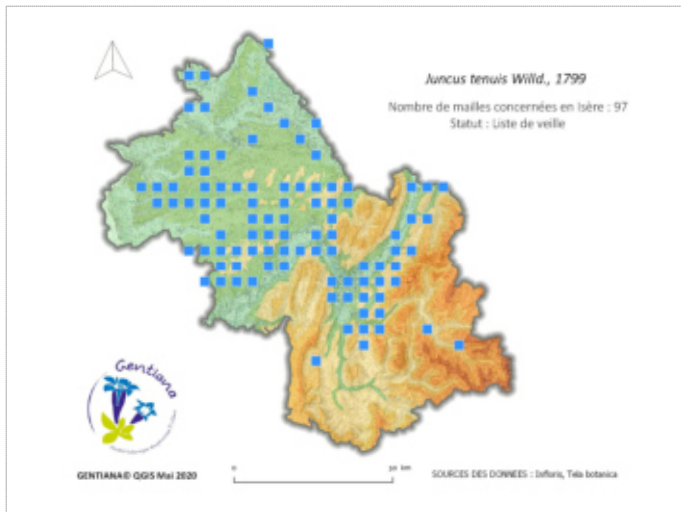 Juncus tenuis Willd., 1799
Nombre de mailles concernées en Isère : 97
Statut : Liste de veille
Gentiana
GENTIANA© QGIS Mai 2020
0
50 km
SOURCES DES DONNEES : Infloris, Tela botanica